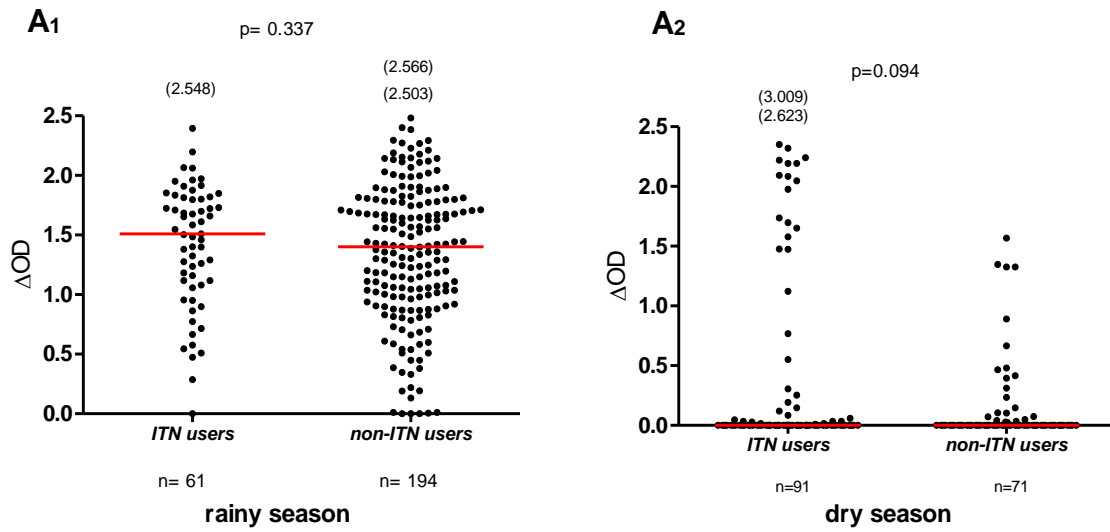 A1
p= 0.337
(2.548)
(2.566)
(2.503)
2.5
2.0
1.5
1.0
0.5
0.0
ΔOD
ITN users
non-ITN users
n= 61
n= 194
rainy season
A2
p=0.094
(3.009)
(2.623)
2.5
2.0
1.5
1.0
0.5
0.0
ΔOD
ITN users
non-ITN users
n=91
n=71
dry season